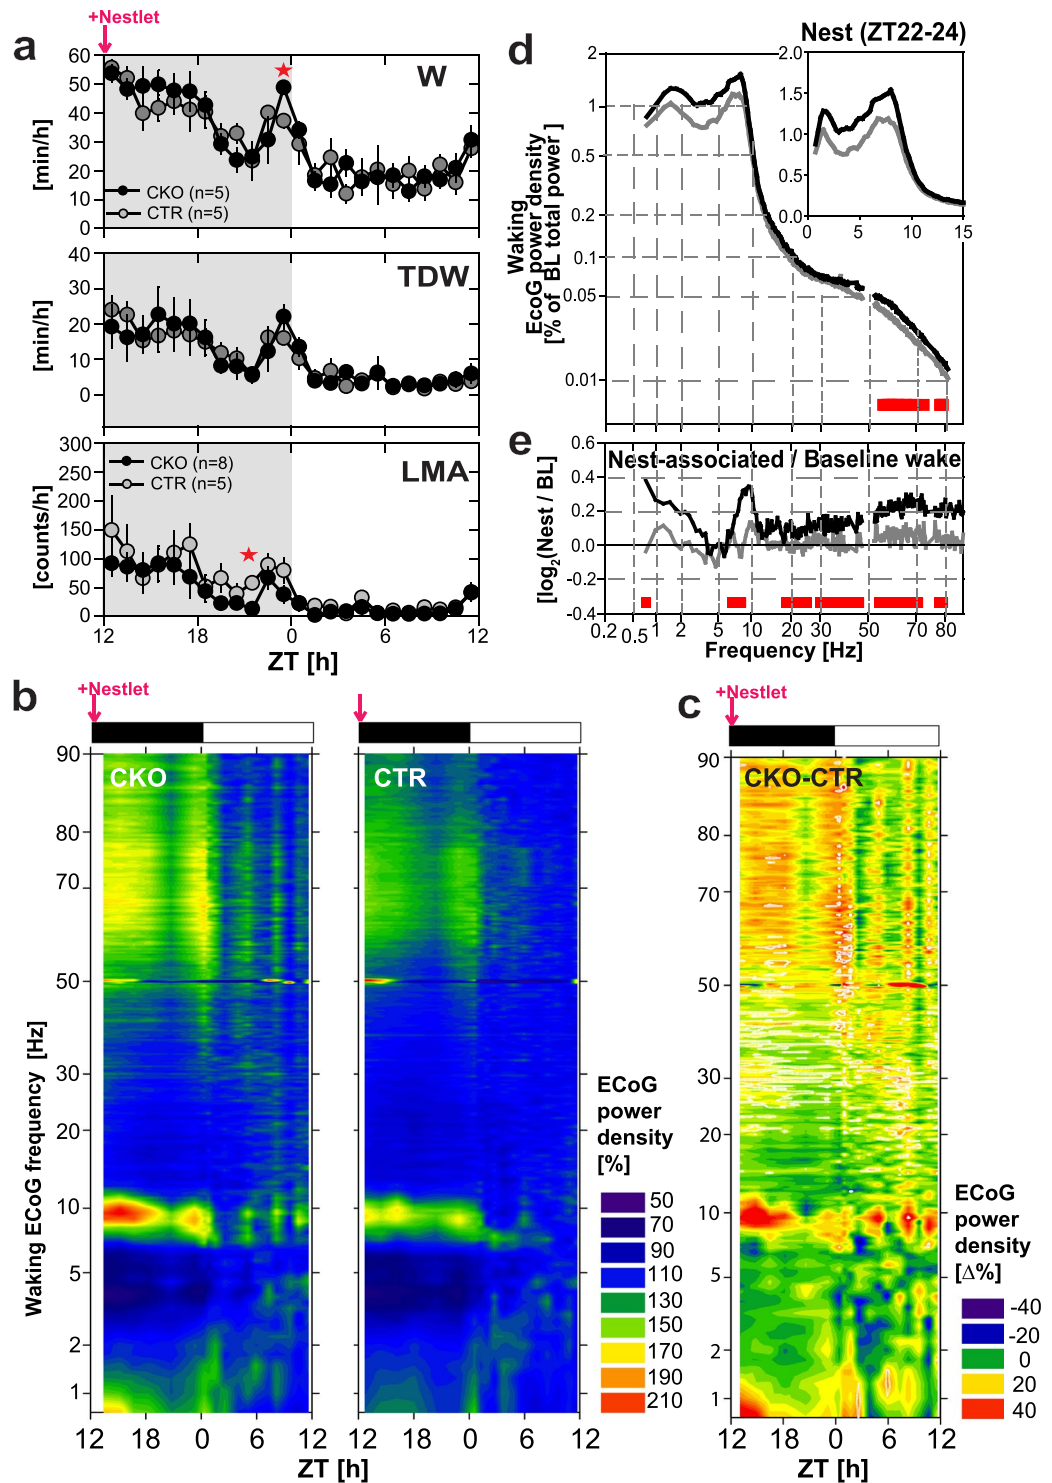 +Nestlet
a
W
60
50
40
30
20
10
0
[min/h]
CKO (n=5)
CTR (n=5)
TDW
40
30
20
10
0
[min/h]
LMA
300
250
200
150
100
50
0
[counts/h]
CKO (n=8)
CTR (n=5)
12 18 0 6 12
ZT [h]
d
Nest (ZT22-24)
2
1
0.5
0.2
0.1
0.05
0.01
Waking
EcoG power density
[% of BL total power ]
2.0
1.5
1.0
0.5
0.0
0 5 10 15
e
Nest-associated / Baseline wake
0.6
0.4
0.2
0.0
-0.2
-0.4
[log2(Nest / BL)]
0.2 0.5 1 2 5 10 20 30 50 70 80
Frequency [Hz]
b
+Nestlet
CKO
CTR
90
80
70
50
30
20
10
5
2
1
Waking ECoG frequency [Hz]
12 0 6 12
12 0 6 12
ZT [h]
ECoG
power
density
[%]
50
70
90
110
130
150
170
190
210
c
+Nestlet
CKO-CTR
90
80
70
50
30
20
10
5
2
1
12 0 6 12
ZT [h]
ECoG
power
density
[Δ%]
-40
-20
0
20
40